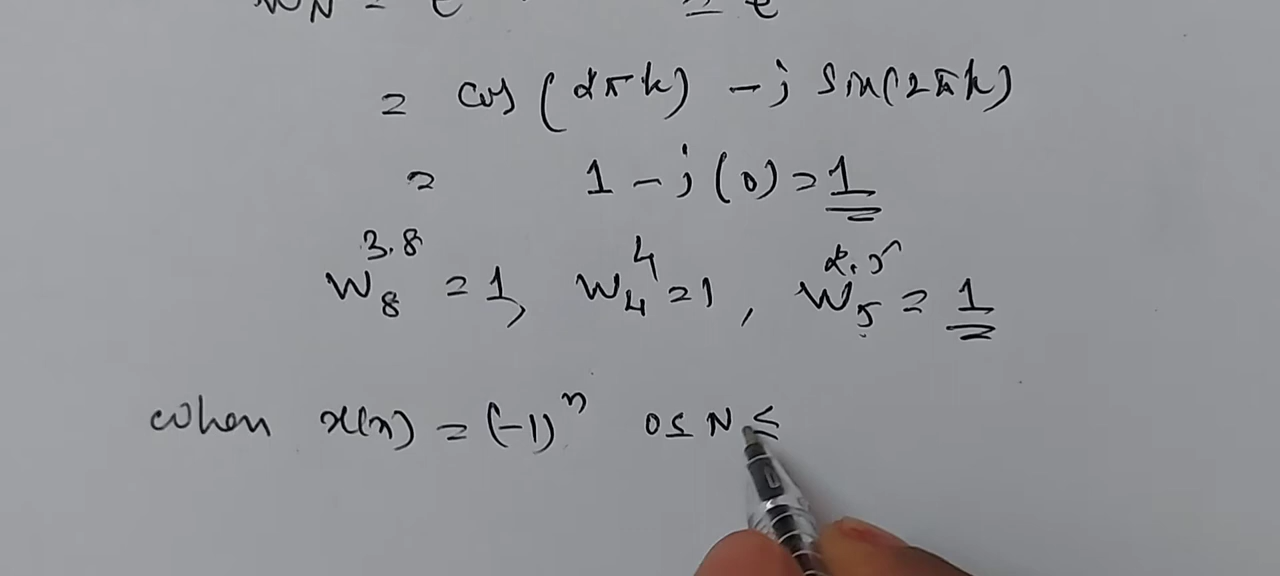 W_N = e = e
= cos(2πk) - j sin(2πk)
= 1 - j(0) = 1
W_8^{3.8} = 1, W_4^4 = 1, W_5^{2.5} = 1
when x(n) = (-1)^n 0≤N≤